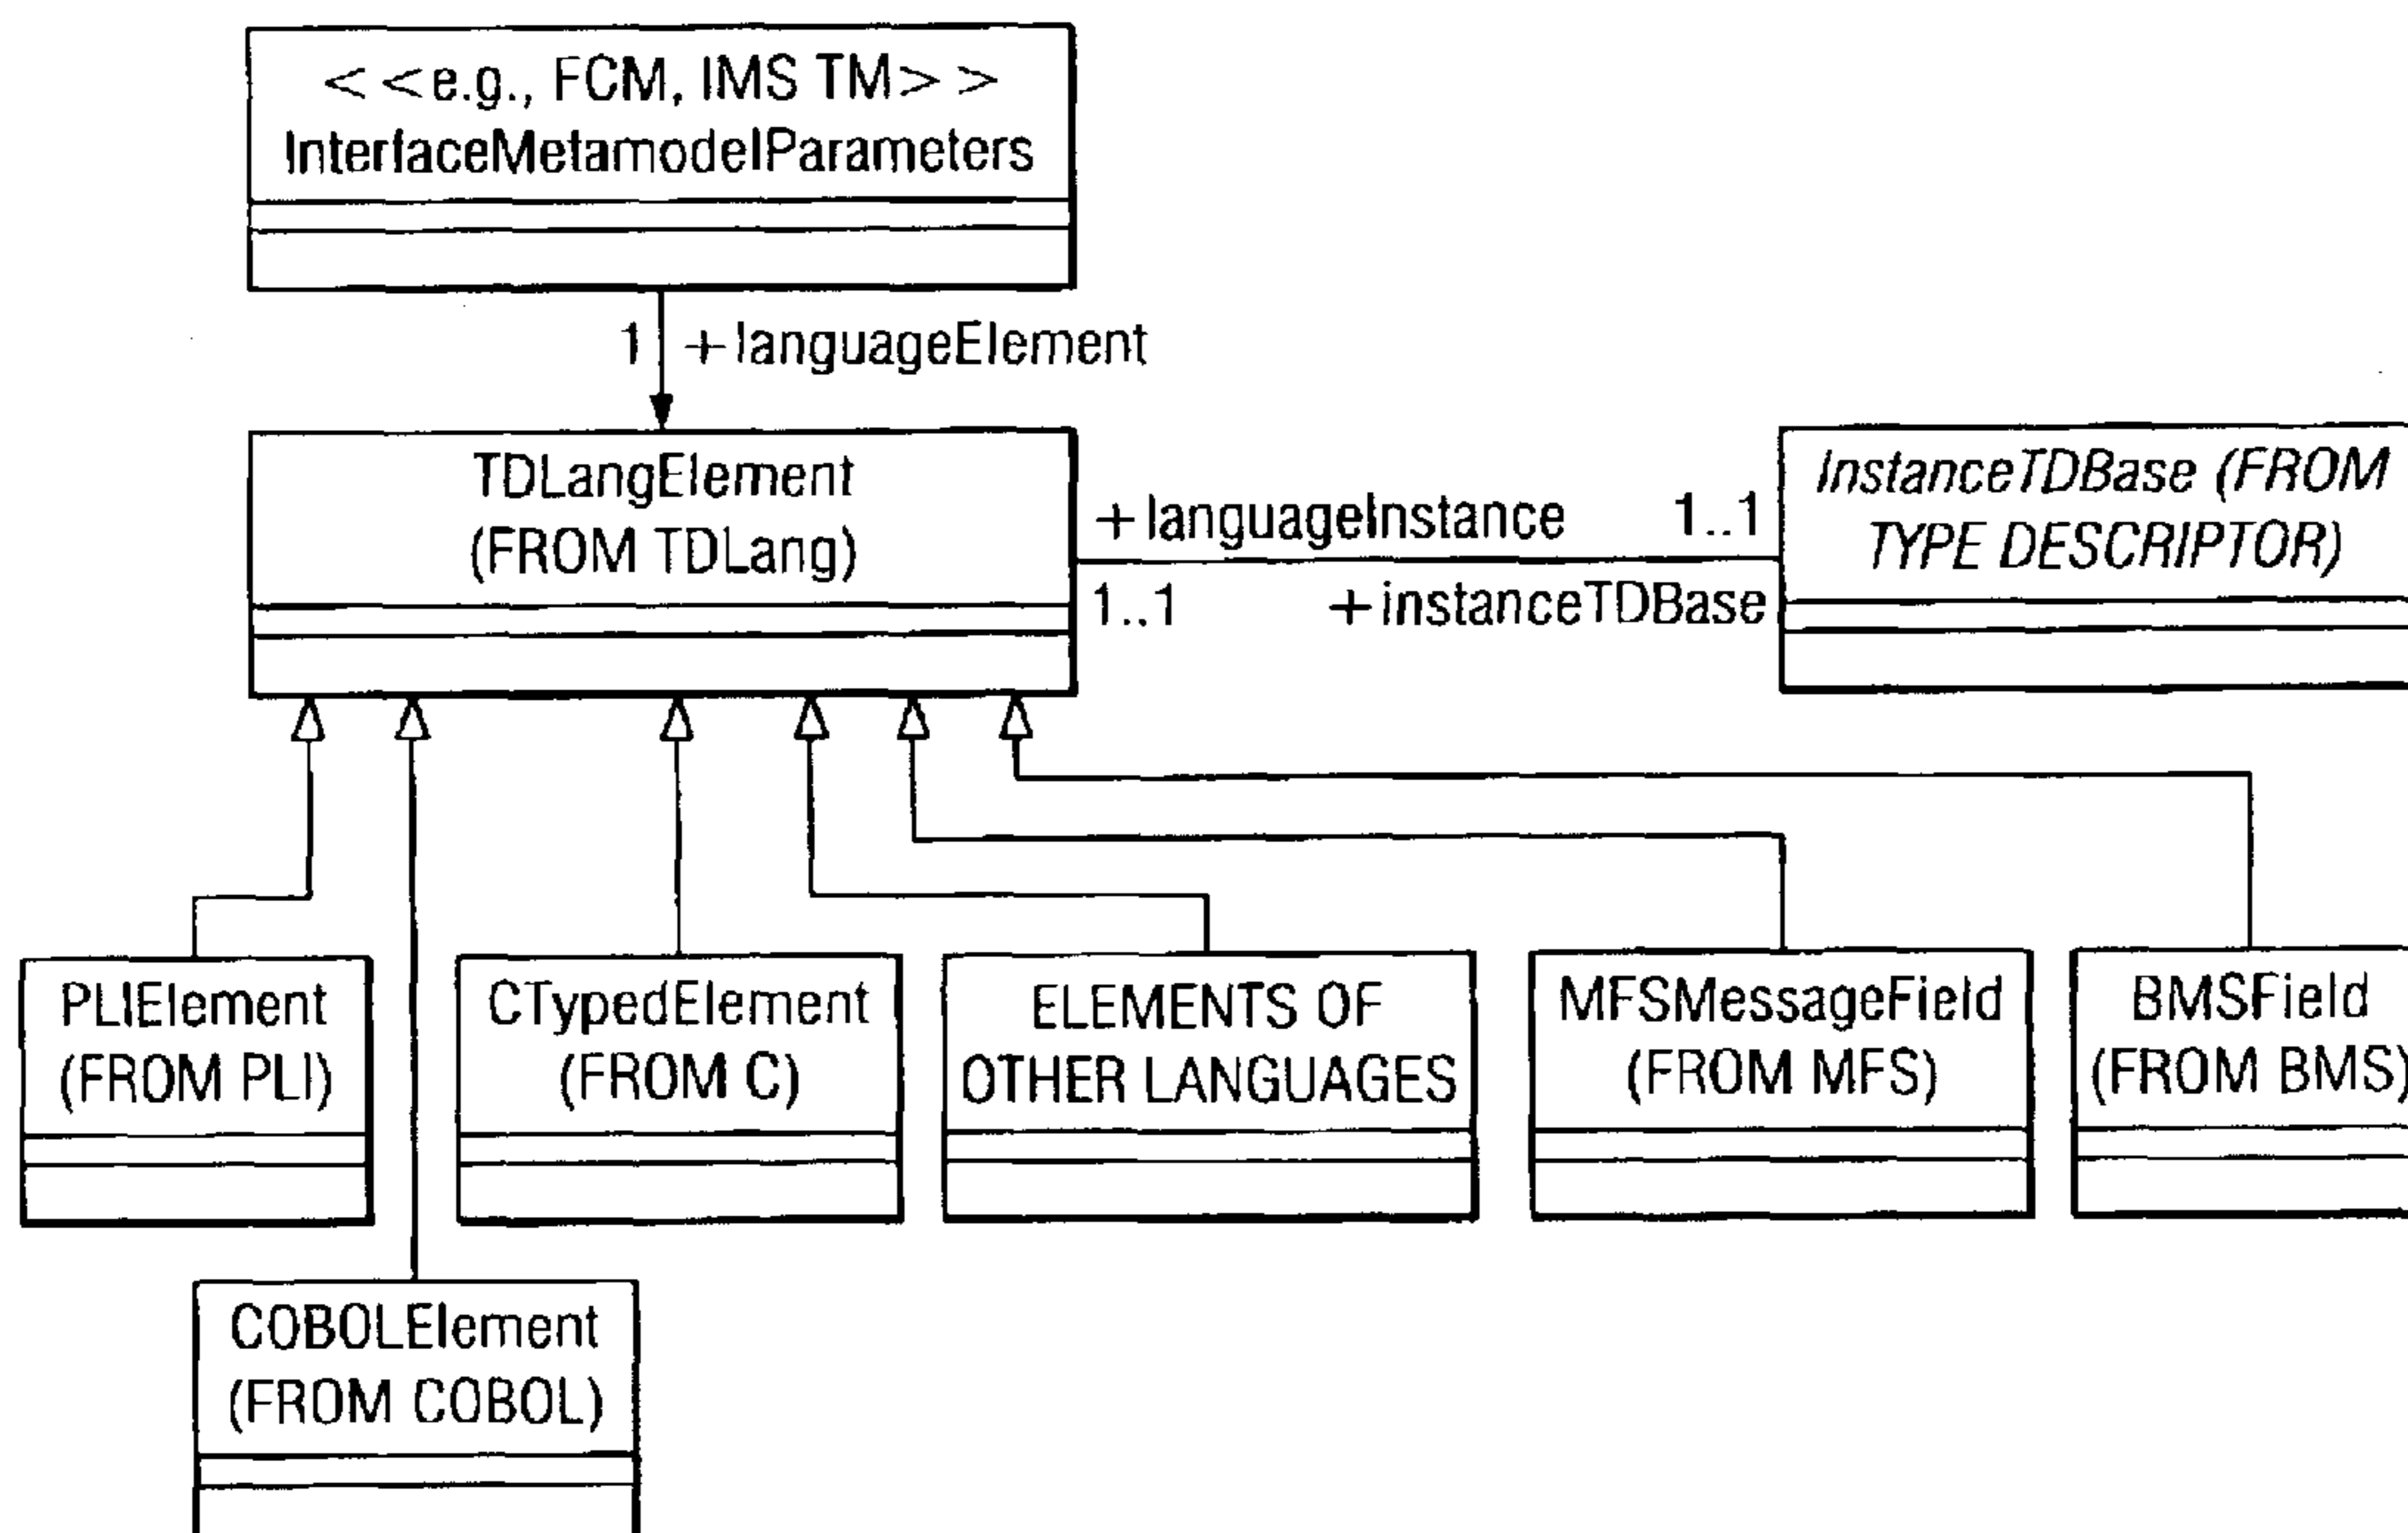 <<e.g., FCM, IMS TM>>
InterfaceMetamodelParameters
1 +languageElement
TDLangElement
(FROM TDLang)
+languageInstance 1..1
1..1 +instanceTDBase
InstanceTDBase (FROM
TYPE DESCRIPTOR)
PLIElement
(FROM PLI)
CTypedElement
(FROM C)
ELEMENTS OF
OTHER LANGUAGES
MFSMessageField
(FROM MFS)
BMSField
(FROM BMS)
COBOLElement
(FROM COBOL)